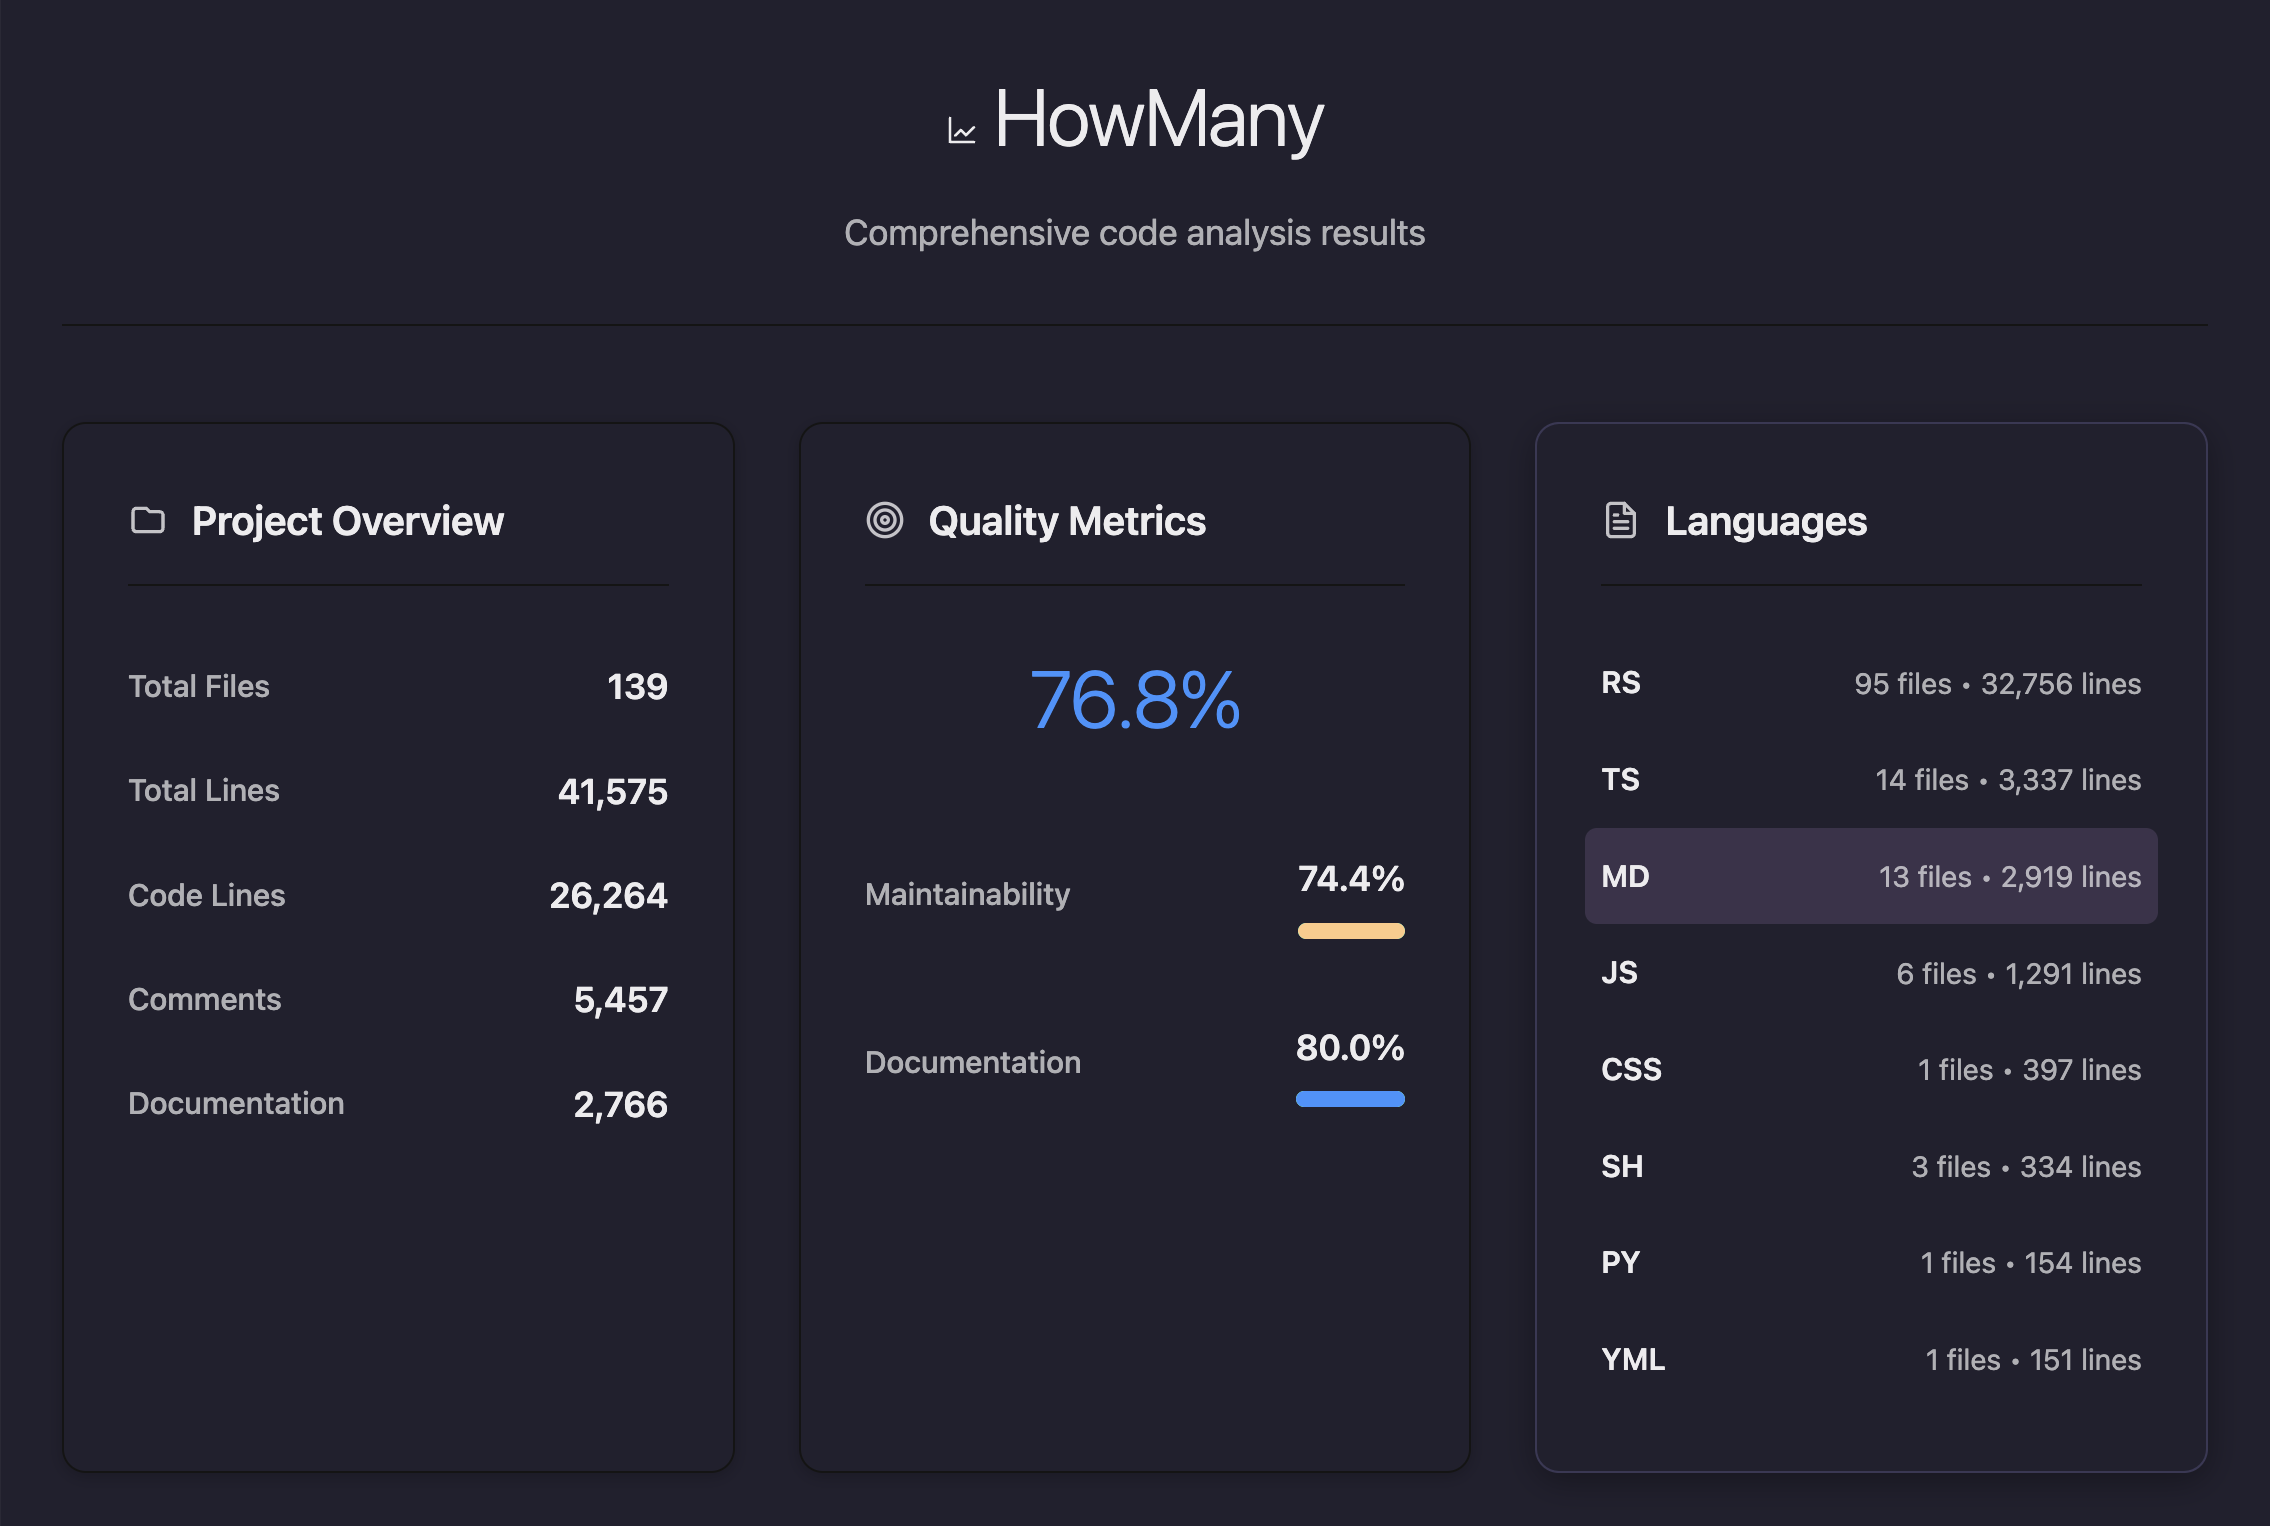 HowMany
Comprehensive code analysis results
Project Overview
Total Files 139
Total Lines 41,575
Code Lines 26,264
Comments 5,457
Documentation 2,766
Quality Metrics
76.8%
Maintainability 74.4%
Documentation 80.0%
Languages
RS 95 files • 32,756 lines
TS 14 files • 3,337 lines
MD 13 files • 2,919 lines
JS 6 files • 1,291 lines
CSS 1 files • 397 lines
SH 3 files • 334 lines
PY 1 files • 154 lines
YML 1 files • 151 lines